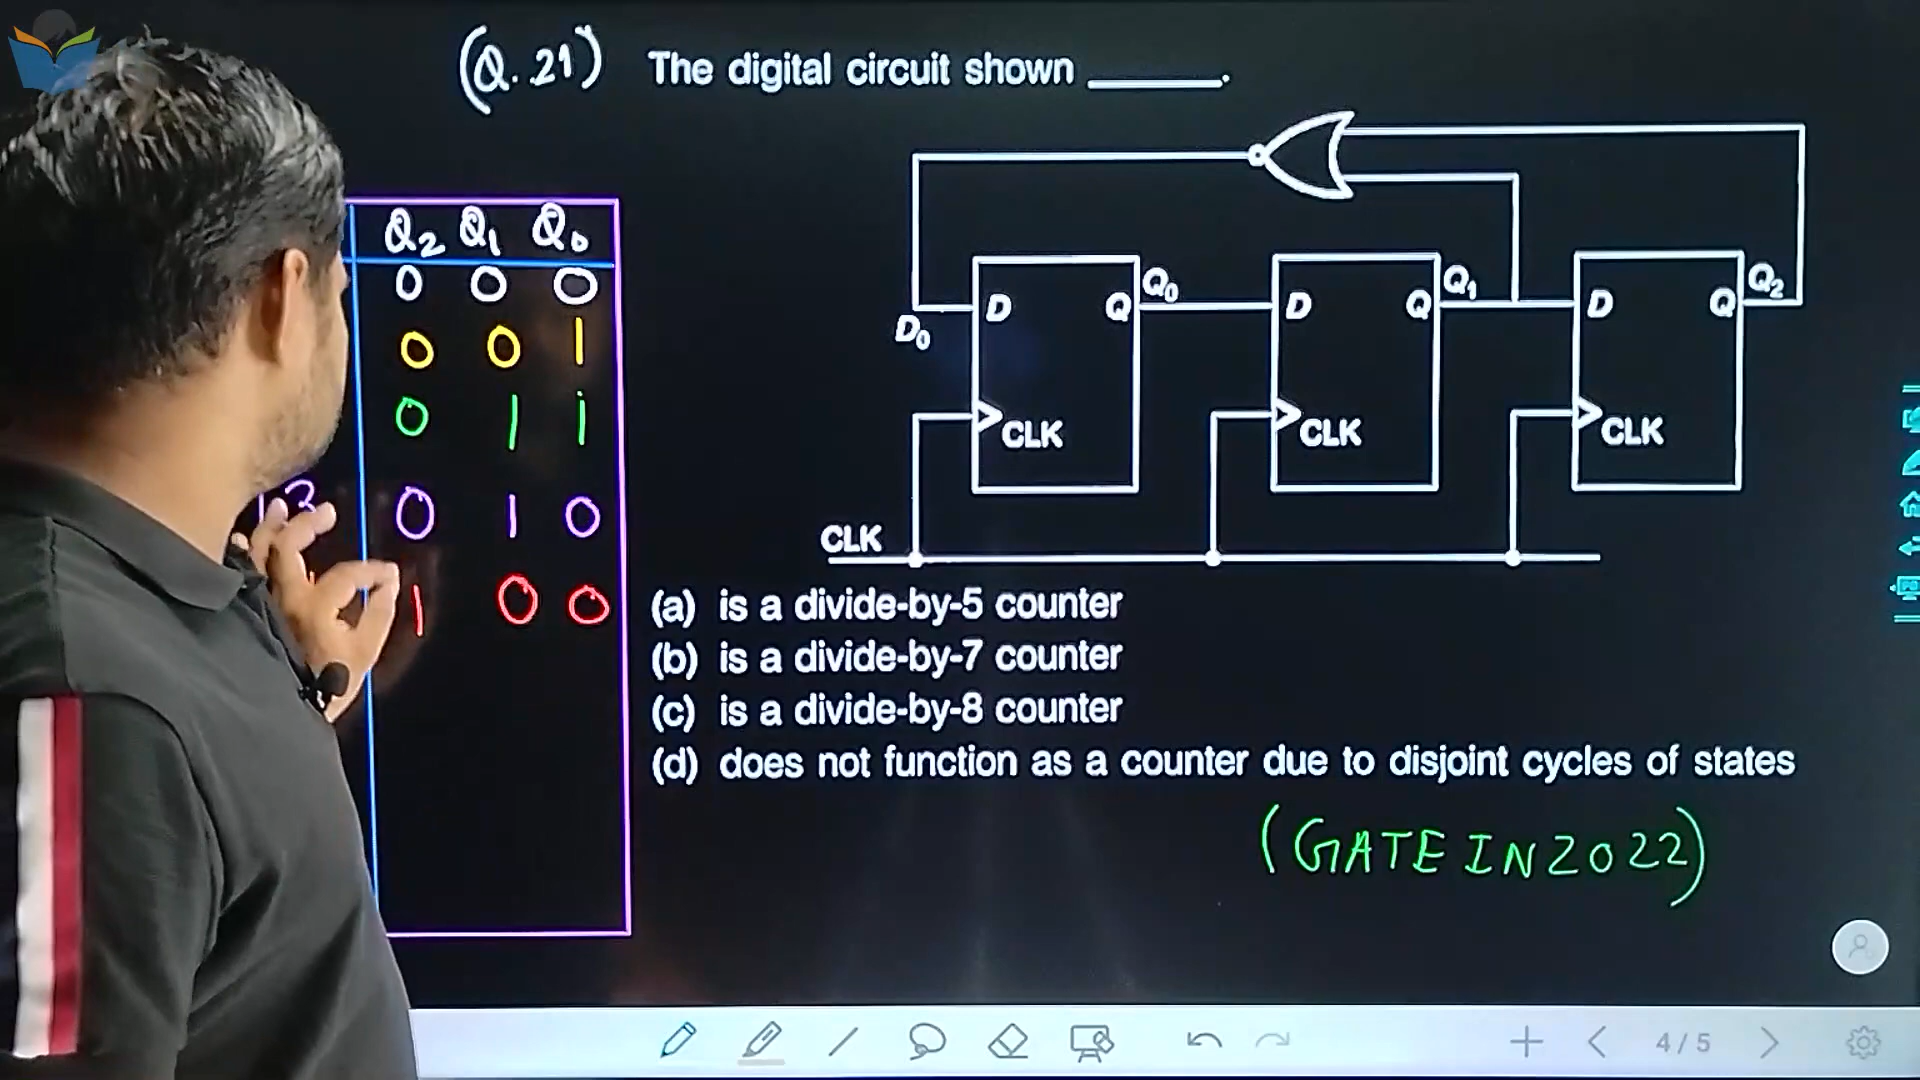 (Q. 21) The digital circuit shown ______.
Q2 Q1 Q0
0 0 0
0 0 1
0 1 1
0 1 0
1 0 0
D0
D Q Q0
CLK
D Q Q1
CLK
D Q Q2
CLK
CLK
(a) is a divide-by-5 counter
(b) is a divide-by-7 counter
(c) is a divide-by-8 counter
(d) does not function as a counter due to disjoint cycles of states
(GATE IN 2022)
4 / 5